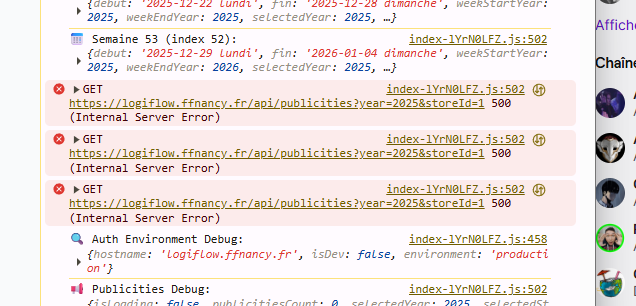 {debut: '2025-12-22 lundi', fin: '2025-12-28 dimanche', weekStartYear:
2025, weekEndYear: 2025, selectedYear: 2025, …}
Semaine 53 (index 52): index-lYrN0LFZ.js:502
{debut: '2025-12-29 lundi', fin: '2026-01-04 dimanche', weekStartYear:
2025, weekEndYear: 2026, selectedYear: 2025, …}
GET index-lYrN0LFZ.js:502
https://logiflow.ffnancy.fr/api/publicities?year=2025&storeId=1 500
(Internal Server Error)
GET index-lYrN0LFZ.js:502
https://logiflow.ffnancy.fr/api/publicities?year=2025&storeId=1 500
(Internal Server Error)
GET index-lYrN0LFZ.js:502
https://logiflow.ffnancy.fr/api/publicities?year=2025&storeId=1 500
(Internal Server Error)
Auth Environment Debug: index-lYrN0LFZ.js:458
{hostname: 'logiflow.ffnancy.fr', isDev: false, environment: 'producti
on'}
Publicities Debug: index-lYrN0LFZ.js:502
{isLoading: false, publicitiesCount: 0, selectedYear: 2025, selectedSt
Affiche
Chaîne